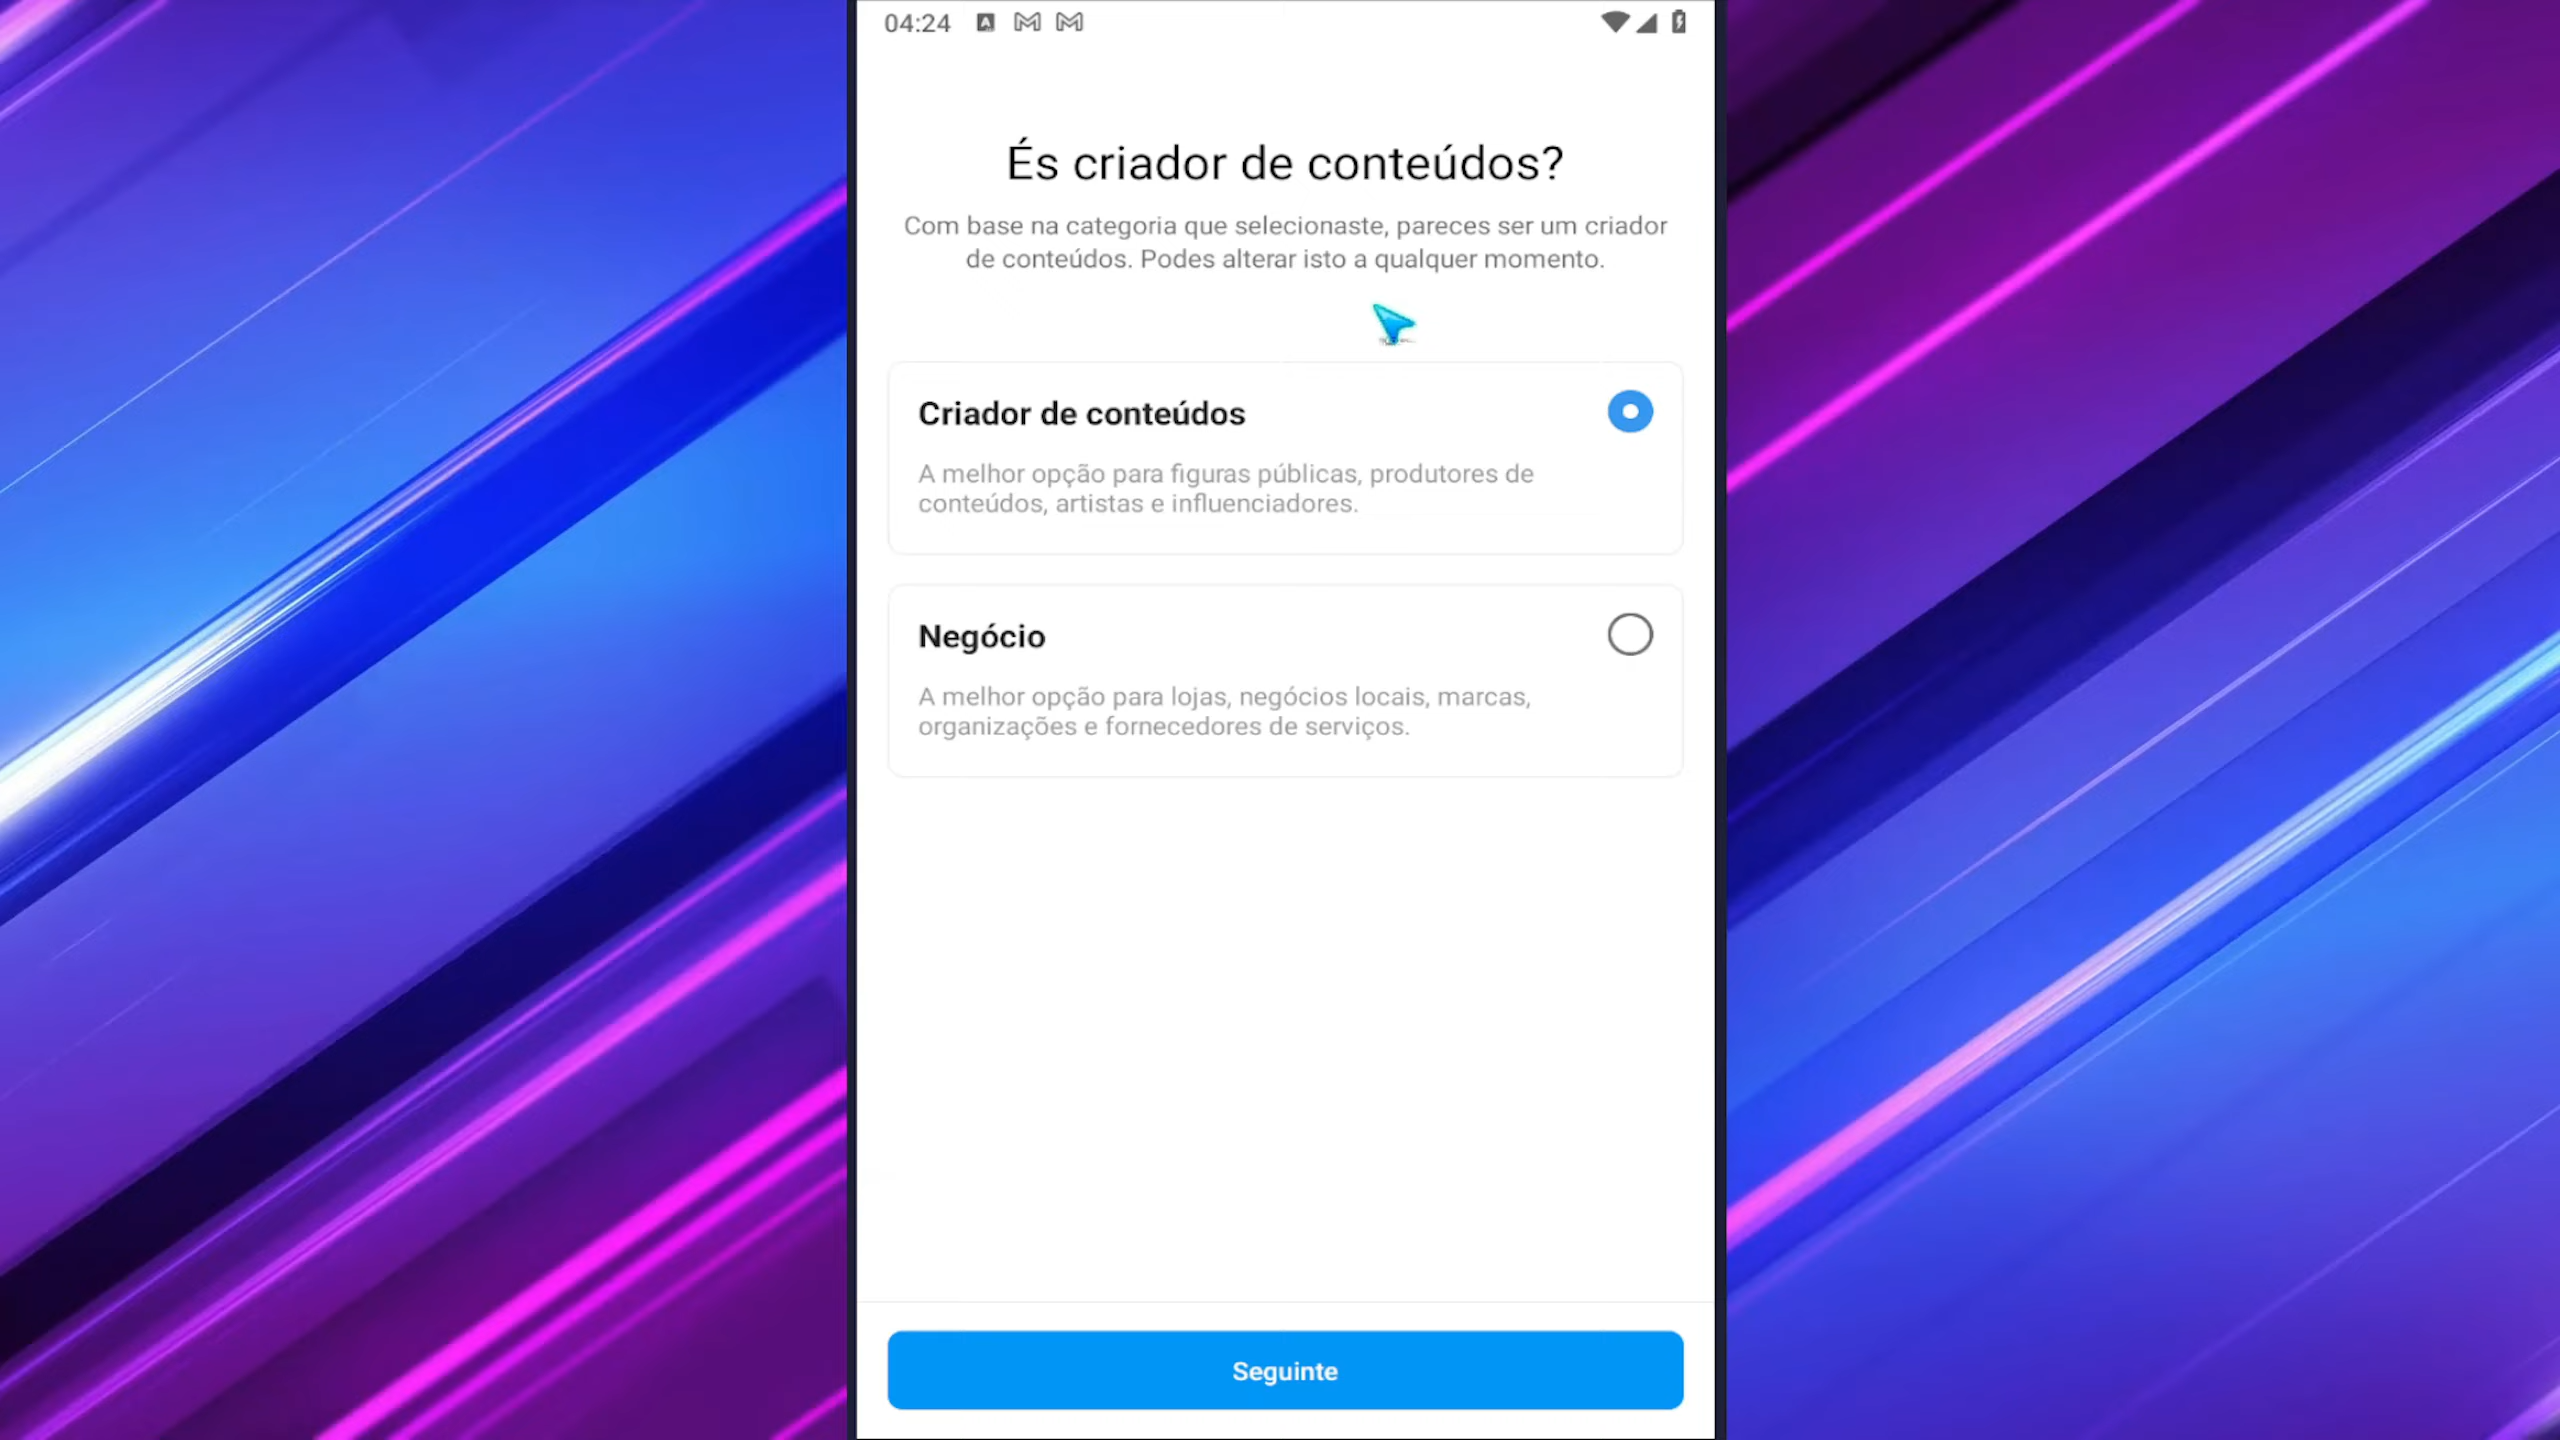 04:24
És criador de conteúdos?
Com base na categoria que selecionaste, pareces ser um criador
de conteúdos. Podes alterar isto a qualquer momento.
Criador de conteúdos
A melhor opção para figuras públicas, produtores de
conteúdos, artistas e influenciadores.
Negócio
A melhor opção para lojas, negócios locais, marcas,
organizações e fornecedores de serviços.
Seguinte